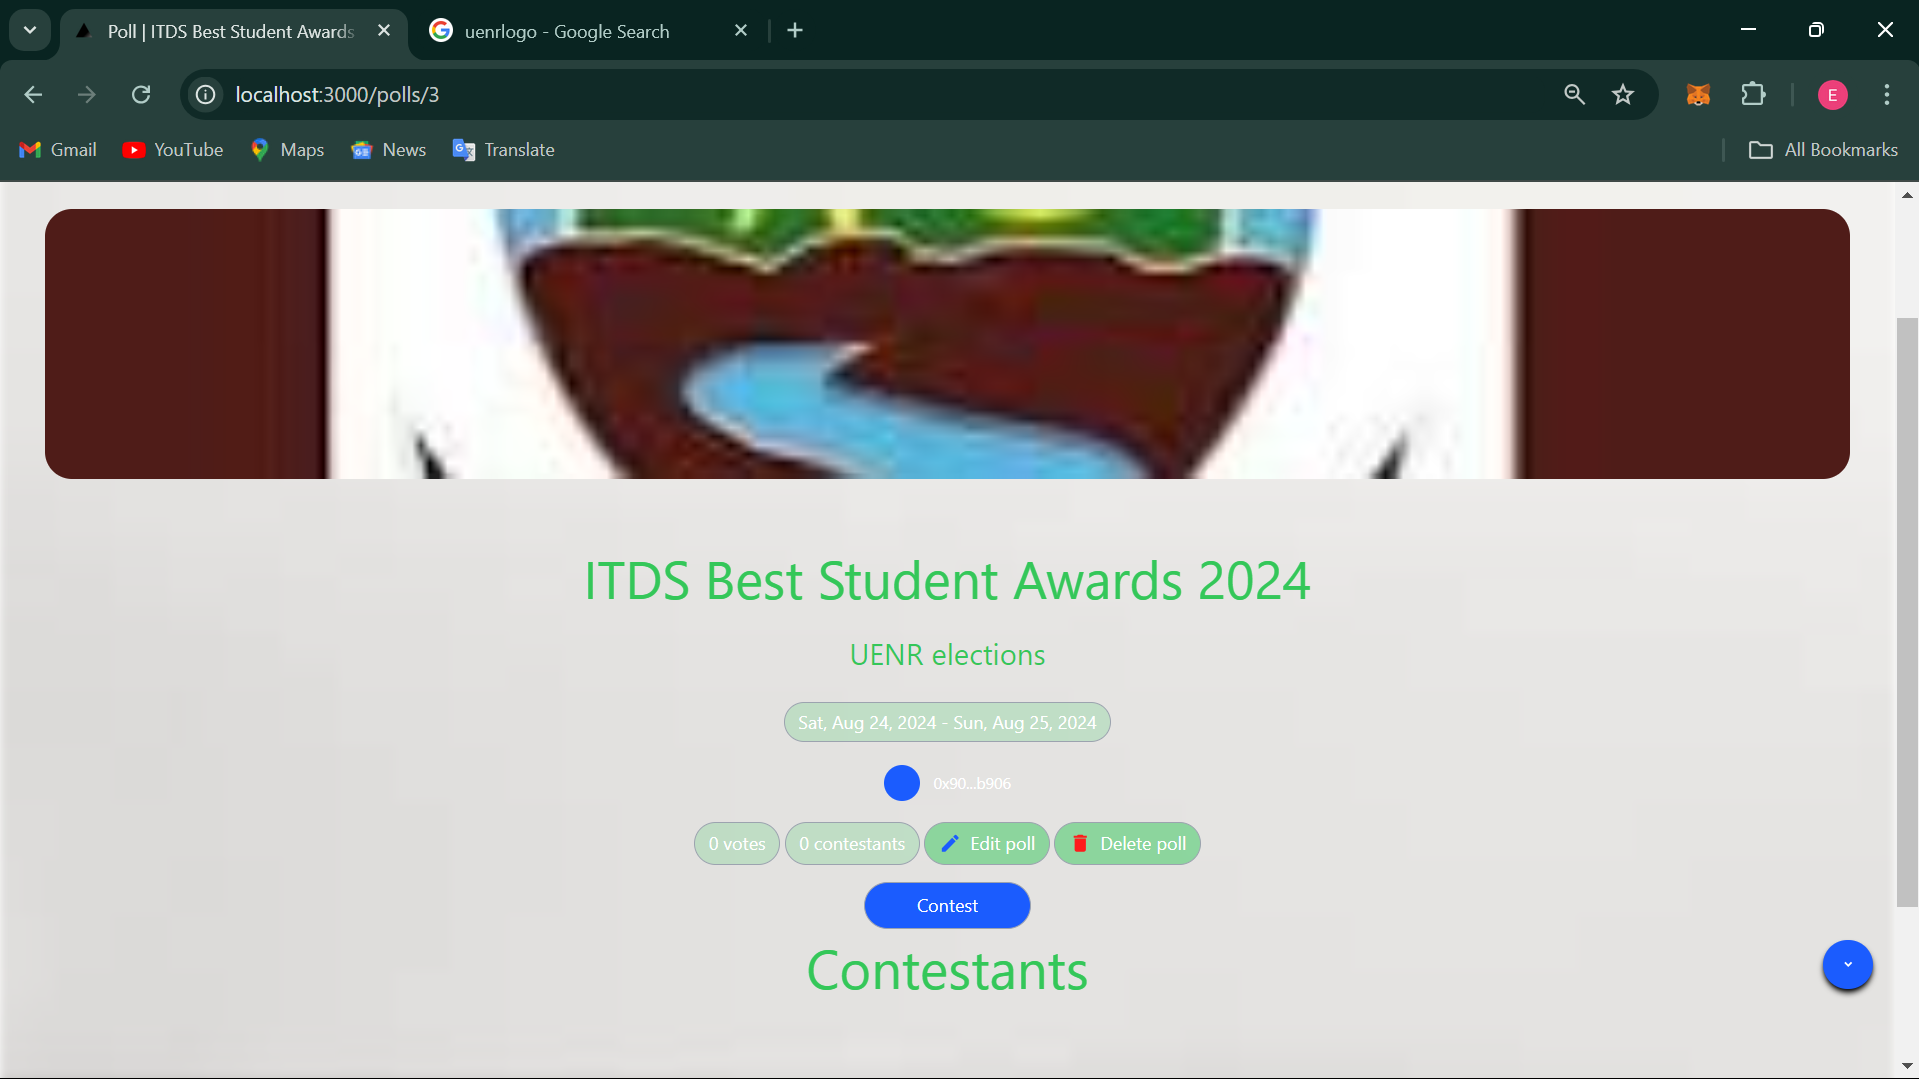 Poll | ITDS Best Student Awards
uenrlogo - Google Search
localhost:3000/polls/3
E
Gmail
YouTube
Maps
News
Translate
All Bookmarks
ITDS Best Student Awards 2024
UENR elections
Sat, Aug 24, 2024 - Sun, Aug 25, 2024
0x90...b906
0 votes
0 contestants
Edit poll
Delete poll
Contest
Contestants